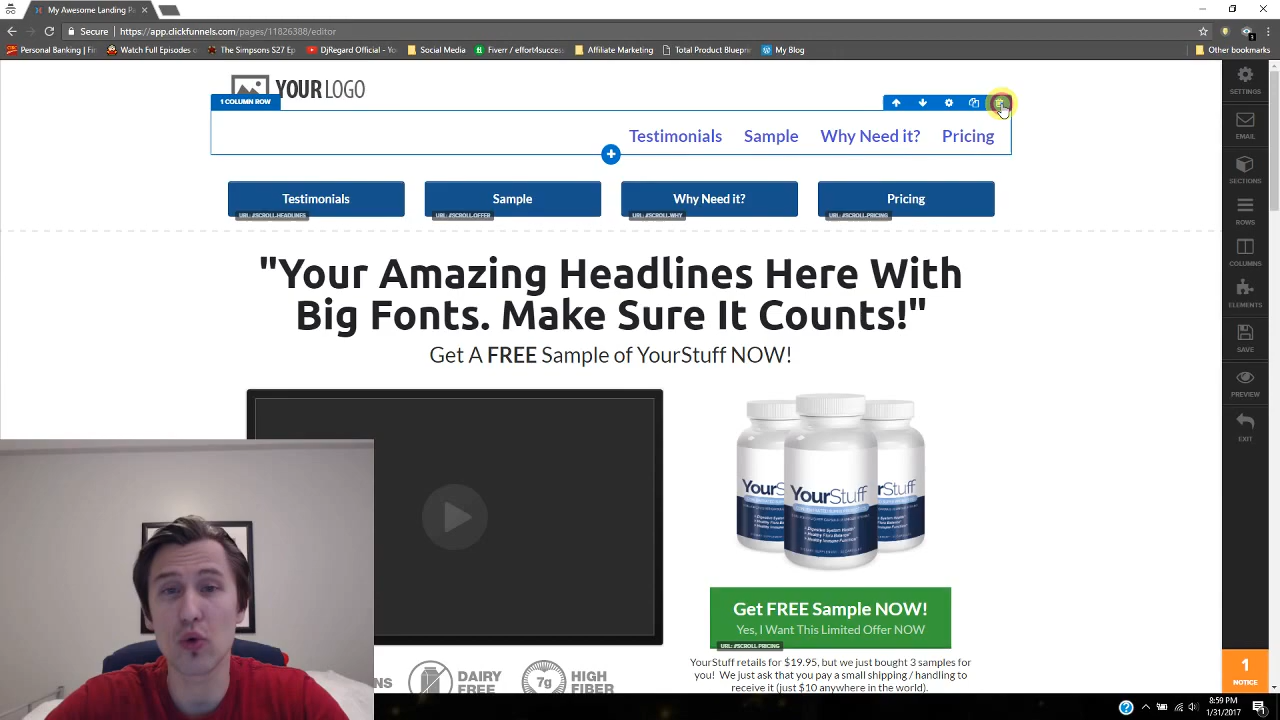 My Awesome Landing Pa
Secure | https://app.clickfunnels.com/pages/11826388/editor
Personal Banking | Fin
Watch Full Episodes o
The Simpsons S27 Ep
DjRegard Official - Yo
Social Media
Fiverr / effort4success
Affiliate Marketing
Total Product Bluepri
My Blog
Other bookmarks
YOUR LOGO
1 COLUMN ROW
Testimonials Sample Why Need it? Pricing
Testimonials Sample Why Need it? Pricing
URL: #SCROLL-HEADLINES URL: #SCROLL-OFFER URL: #SCROLL-WHY URL: #SCROLL-PRICING
"Your Amazing Headlines Here With
Big Fonts. Make Sure It Counts!"
Get A FREE Sample of YourStuff NOW!
YourStuff
Get FREE Sample NOW!
Yes, I Want This Limited Offer NOW
URL: #SCROLL-PRICING
YourStuff retails for $19.95, but we just bought 3 samples for
you! We just ask that you pay a small shipping / handling to
receive it (just $10 anywhere in the world).
NS
DAIRY
FREE
7g
HIGH
FIBER
SETTINGS
EMAIL
SECTIONS
ROWS
COLUMNS
ELEMENTS
SAVE
PREVIEW
EXIT
1
NOTICE
8:59 PM
1/31/2017